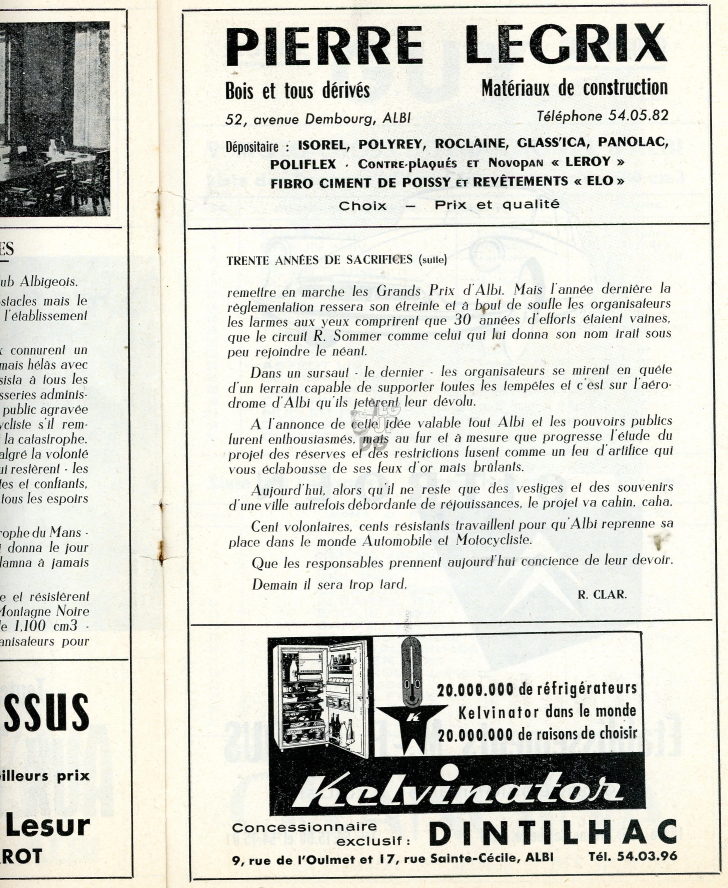 ES
ub Albigeois.
stacles mais le
l'établissement
x connurent un
mais hélas avec
sista à tous les
sseries adminis-
public agravée
cycliste s'il rem-
la catastrophe.
algré la volonté
ui restèrent - les
tes et confiants,
tous les espoirs
rophe du Mans -
i donna le jour
damna à jamais
e et résistèrent
Montagne Noire
le 1.100 cm3 -
anisateurs pour
ssus
eilleurs prix
Lesur
ROT
PIERRE LEGRIX
Bois et tous dérivés Matériaux de construction
52, avenue Dembourg, ALBI Téléphone 54.05.82
Dépositaire : ISOREL, POLYREY, ROCLAINE, GLASS'ICA, PANOLAC,
POLIFLEX - CONTRE-PLAQUÉS ET NOVOPAN « LEROY »
FIBRO CIMENT DE POISSY ET REVÊTEMENTS « ELO »
Choix — Prix et qualité
TRENTE ANNÉES DE SACRIFICES (suite)
remettre en marche les Grands Prix d'Albi. Mais l'année dernière la
règlementation ressera son étreinte et à bout de soufle les organisateurs
les larmes aux yeux comprirent que 30 années d'efforts étaient vaines,
que le circuit R. Sommer comme celui qui lui donna son nom irait sous
peu rejoindre le néant.
Dans un sursaut - le dernier - les organisateurs se mirent en quête
d'un terrain capable de supporter toutes les tempêtes et c'est sur l'aéro-
drome d'Albi qu'ils jetèrent leur dévolu.
A l'annonce de cette idée valable tout Albi et les pouvoirs publics
furent enthousiasmés, mais au fur et à mesure que progresse l'étude du
projet des réserves et des restrictions fusent comme un feu d'artifice qui
vous éclabousse de ses feux d'or mais brûlants.
Aujourd'hui, alors qu'il ne reste que des vestiges et des souvenirs
d'une ville autrefois débordante de réjouissances, le projet va cahin, caha.
Cent volontaires, cents résistants travaillent pour qu'Albi reprenne sa
place dans le monde Automobile et Motocycliste.
Que les responsables prennent aujourd'hui concience de leur devoir.
Demain il sera trop tard.
R. CLAR.
20.000.000 de réfrigérateurs
Kelvinator dans le monde
20.000.000 de raisons de choisir
K
Kelvinator
Concessionnaire
exclusif : DINTILHAC
9, rue de l'Oulmet et 17, rue Sainte-Cécile, ALBI Tél. 54.03.96